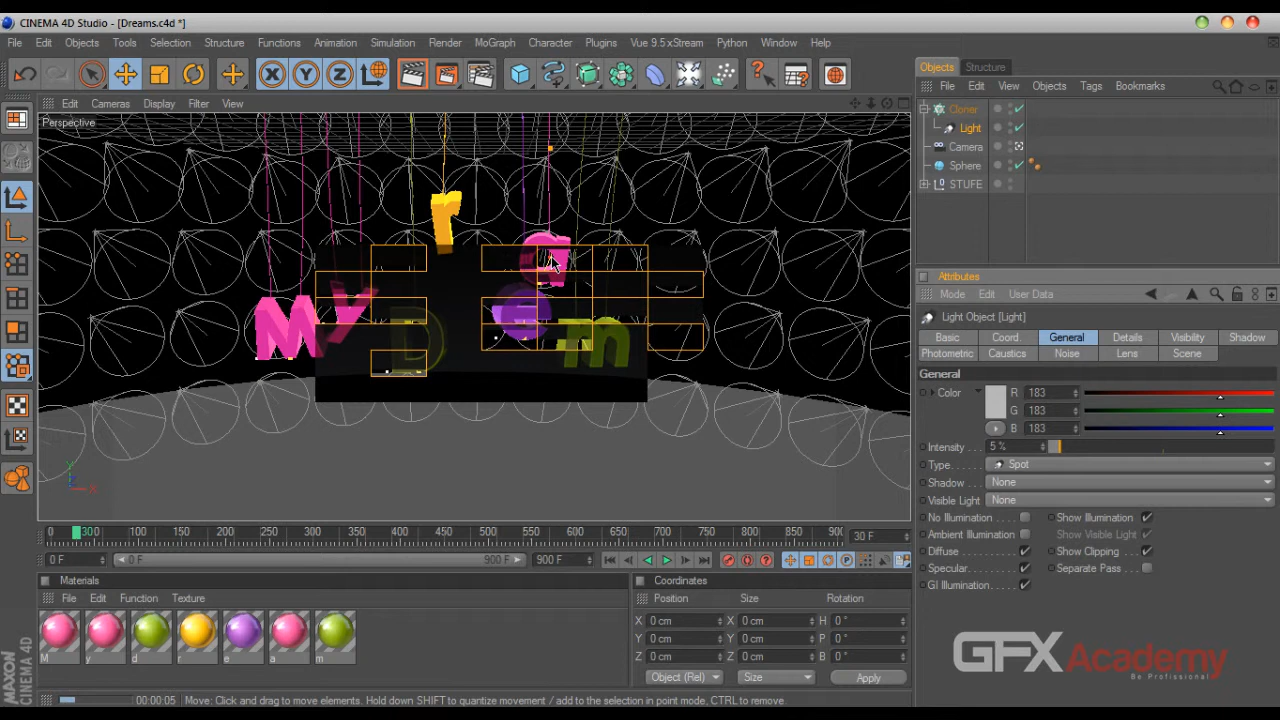 CINEMA 4D Studio - [Dreams.c4d *]
File Edit Objects Tools Selection Structure Functions Animation Simulation Render MoGraph Character Plugins Vue 9.5 xStream Python Window Help
X Y Z
Edit Cameras Display Filter View
Perspective
My Dream
Y
Z
X
0 300 100 150 200 250 300 350 400 450 500 550 600 650 700 750 800 850 900
30 F
0 F
0 F
900 F
900 F
Materials
File Edit Function Texture
M y d r e a m
Coordinates
Position Size Rotation
X 0 cm X 0 cm H 0 °
Y 0 cm Y 0 cm P 0 °
Z 0 cm Z 0 cm B 0 °
Object (Rel) Size Apply
00:00:05 Move: Click and drag to move elements. Hold down SHIFT to quantize movement / add to the selection in point mode, CTRL to remove.
MAXON
CINEMA 4D
Objects Structure
File Edit View Objects Tags Bookmarks
Cloner
Light
Camera
Sphere
STUFE
Attributes
Mode Edit User Data
Light Object [Light]
Basic Coord General Details Visibility Shadow
Photometric Caustics Noise Lens Scene
General
Color R 183
G 183
B 183
Intensity 5 %
Type Spot
Shadow None
Visible Light None
No Illumination Show Illumination
Ambient Illumination Show Visible Light
Diffuse Show Clipping
Specular Separate Pass
GI Illumination
GFX Academy
Be Profissional